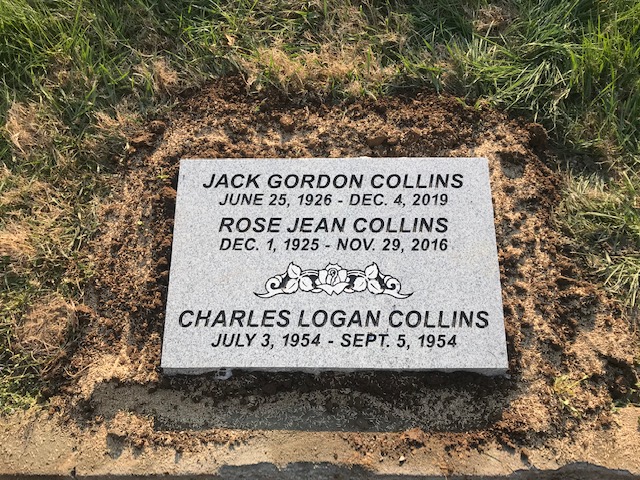 JACK GORDON COLLINS
JUNE 25, 1926 - DEC. 4, 2019
ROSE JEAN COLLINS
DEC. 1, 1925 - NOV. 29, 2016
CHARLES LOGAN COLLINS
JULY 3, 1954 - SEPT. 5, 1954